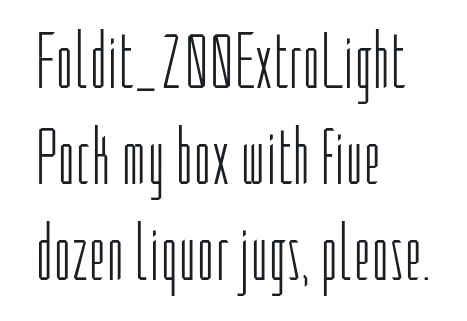 Foldit_200ExtraLight
Pack my box with five
dozen liquor jugs, please.